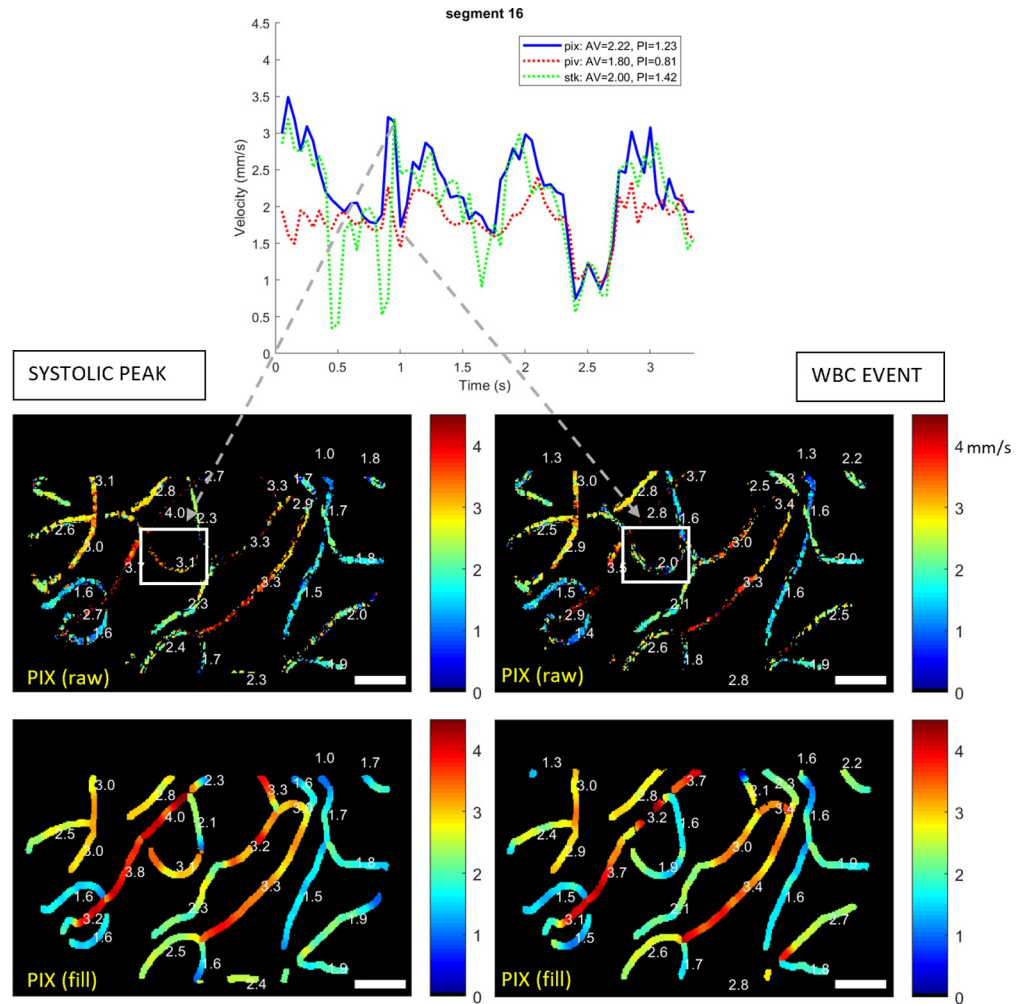 segment 16
4.5
4
3.5
3
2.5
2
1.5
1
0.5
0
Velocity (mm/s)
pix: AV=2.22, PI=1.23
piv: AV=1.80, PI=0.81
stk: AV=2.00, PI=1.42
0 0.5 1 1.5 2 2.5 3
Time (s)
SYSTOLIC PEAK
WBC EVENT
3.1 2.8 2.7 1.0 1.8
4.0 3.3 1.7
2.6 2.3 2.9 1.7
3.0 3.3
3.7 3.1 1.8
1.6 3.3 1.5
2.7 2.3 2.0
1.6
2.4 1.7 1.9
2.3
PIX (raw)
4
3
2
1
0
1.3 3.0 2.8 3.7 1.3 2.2
2.8 2.5 2.3
2.5 1.6 3.4 1.6
2.9 3.0
3.5 2.0 2.0
1.6 3.3 1.5
2.9 2.1 2.5
1.4
2.6 1.8 1.9
2.8
PIX (raw)
4 mm/s
3
2
1
0
3.0 2.8 2.3 1.0 1.7
4.0 3.3 1.6
2.5 2.1 1.7
3.0 3.1 3.2
3.8 1.8
1.6 3.3 1.5
3.2 2.3 1.9
1.6
2.5 1.6 1.9
2.4
PIX (fill)
4
3
2
1
0
1.3 3.0 2.8 3.7 1.6 2.2
3.2 2.1 2.3
2.4 1.6 3.4 1.6
2.9 3.0
3.7 1.9 1.9
1.6 3.4 1.5
3.1 2.1 2.7
1.5
2.6 1.7 1.8
2.8
PIX (fill)
4
3
2
1
0